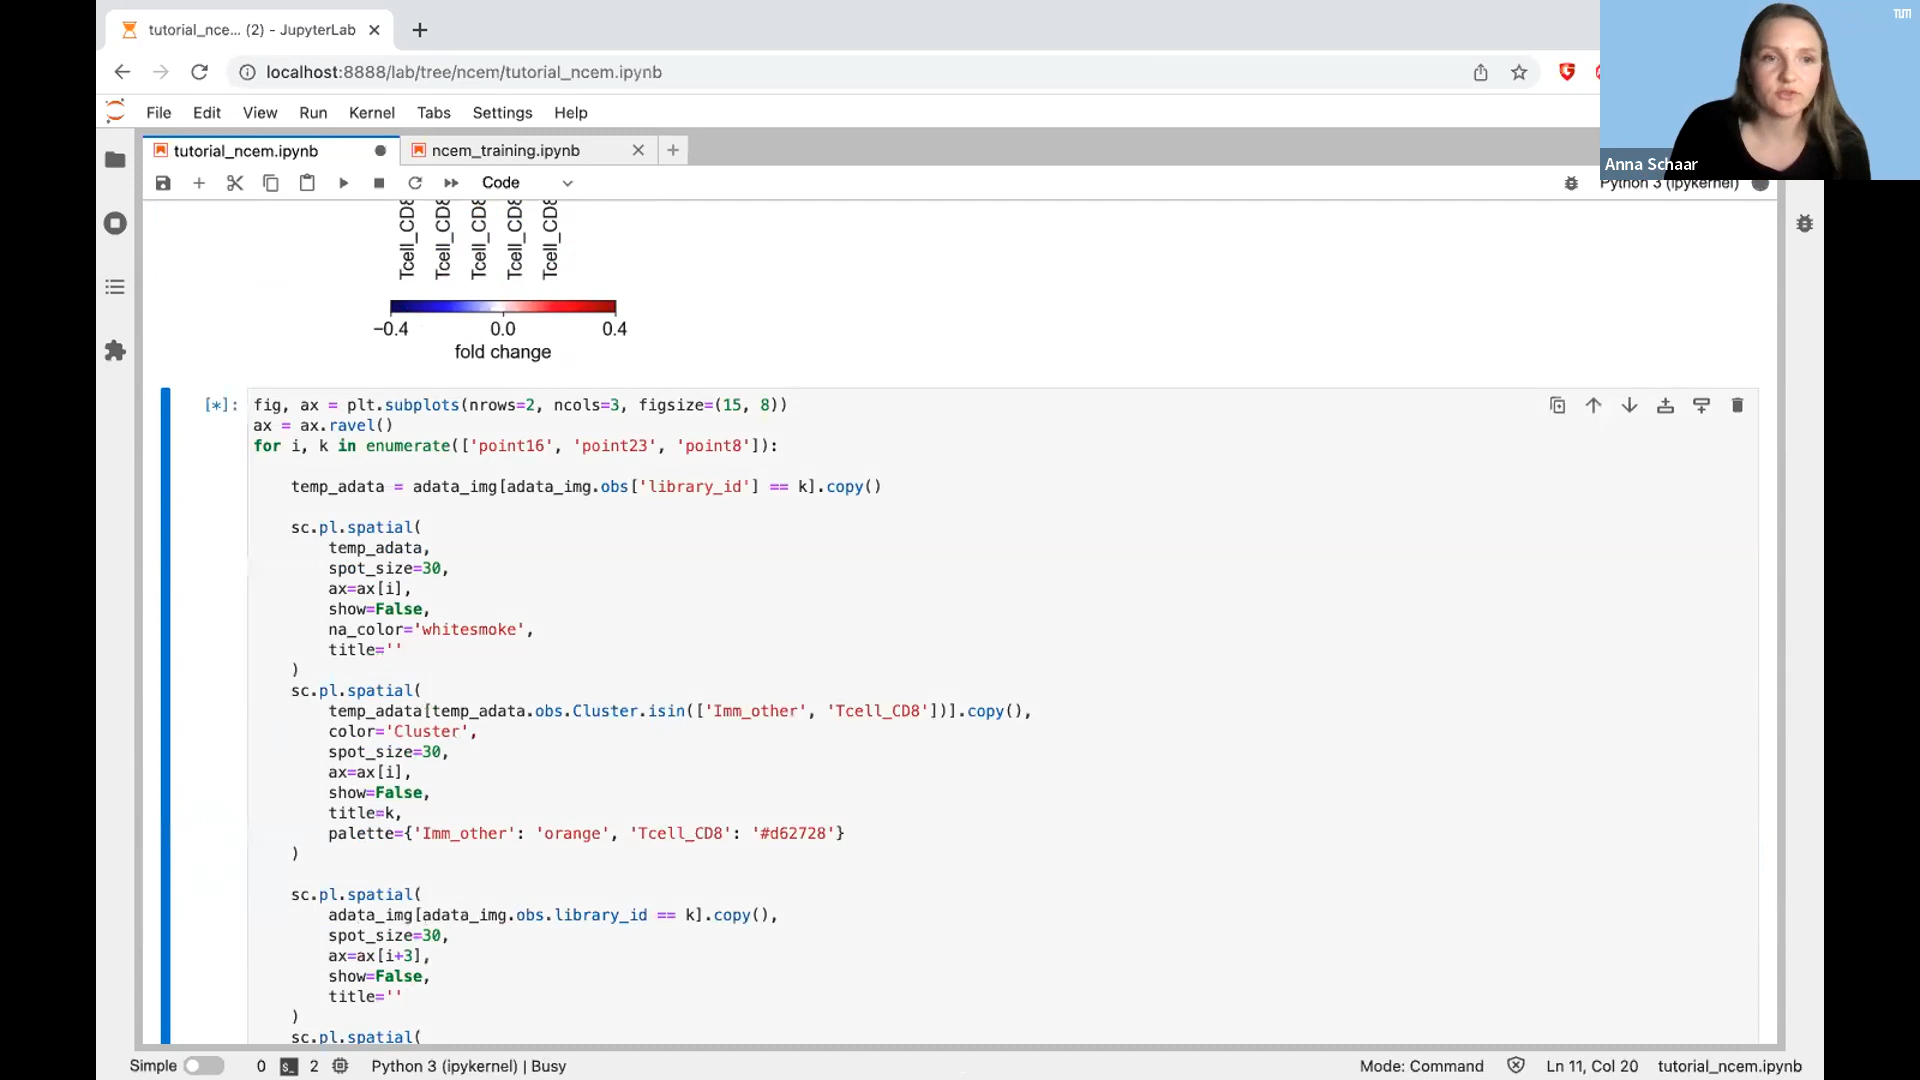 tutorial_nce... (2) - JupyterLab
localhost:8888/lab/tree/ncem/tutorial_ncem.ipynb
TUM
File Edit View Run Kernel Tabs Settings Help
tutorial_ncem.ipynb
ncem_training.ipynb
Anna Schaar
Code
Python 3 (ipykernel)
Tcell_CD8 Tcell_CD8 Tcell_CD8 Tcell_CD8 Tcell_CD8
−0.4 0.0 0.4
fold change
[*]: fig, ax = plt.subplots(nrows=2, ncols=3, figsize=(15, 8))
ax = ax.ravel()
for i, k in enumerate(['point16', 'point23', 'point8']):
temp_adata = adata_img[adata_img.obs['library_id'] == k].copy()
sc.pl.spatial(
temp_adata,
spot_size=30,
ax=ax[i],
show=False,
na_color='whitesmoke',
title=''
)
sc.pl.spatial(
temp_adata[temp_adata.obs.Cluster.isin(['Imm_other', 'Tcell_CD8'])].copy(),
color='Cluster',
spot_size=30,
ax=ax[i],
show=False,
title=k,
palette={'Imm_other': 'orange', 'Tcell_CD8': '#d62728'}
)
sc.pl.spatial(
adata_img[adata_img.obs.library_id == k].copy(),
spot_size=30,
ax=ax[i+3],
show=False,
title=''
)
sc.pl.spatial(
Simple 0 2 Python 3 (ipykernel) | Busy Mode: Command Ln 11, Col 20 tutorial_ncem.ipynb